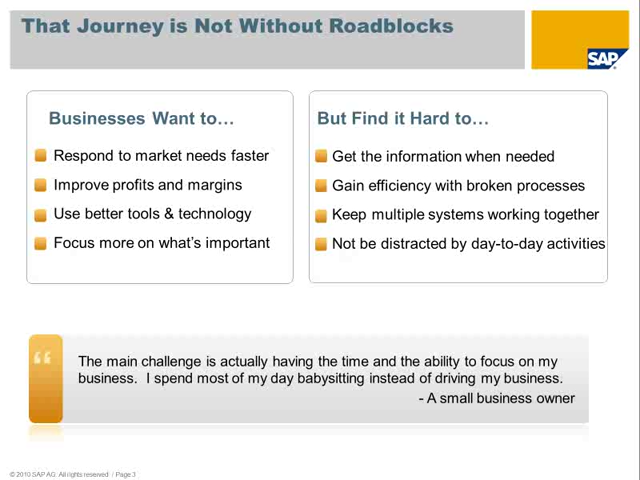 That Journey is Not Without Roadblocks
SAP
Businesses Want to…
Respond to market needs faster
Improve profits and margins
Use better tools & technology
Focus more on what's important
But Find it Hard to…
Get the information when needed
Gain efficiency with broken processes
Keep multiple systems working together
Not be distracted by day-to-day activities
“
The main challenge is actually having the time and the ability to focus on my
business. I spend most of my day babysitting instead of driving my business.
- A small business owner
© 2010 SAP AG. All rights reserved. / Page 3